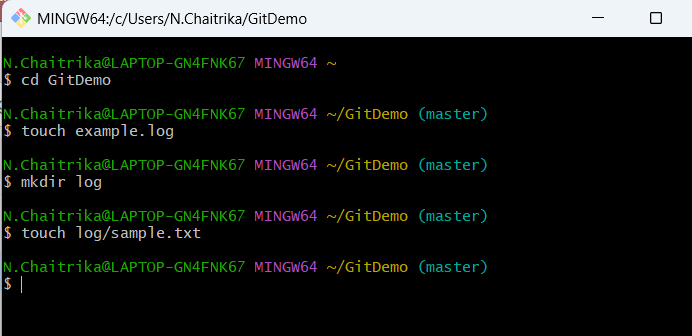 MINGW64:/c/Users/N.Chaitrika/GitDemo
N.Chaitrika@LAPTOP-GN4FNK67 MINGW64 ~
$ cd GitDemo
N.Chaitrika@LAPTOP-GN4FNK67 MINGW64 ~/GitDemo (master)
$ touch example.log
N.Chaitrika@LAPTOP-GN4FNK67 MINGW64 ~/GitDemo (master)
$ mkdir log
N.Chaitrika@LAPTOP-GN4FNK67 MINGW64 ~/GitDemo (master)
$ touch log/sample.txt
N.Chaitrika@LAPTOP-GN4FNK67 MINGW64 ~/GitDemo (master)
$